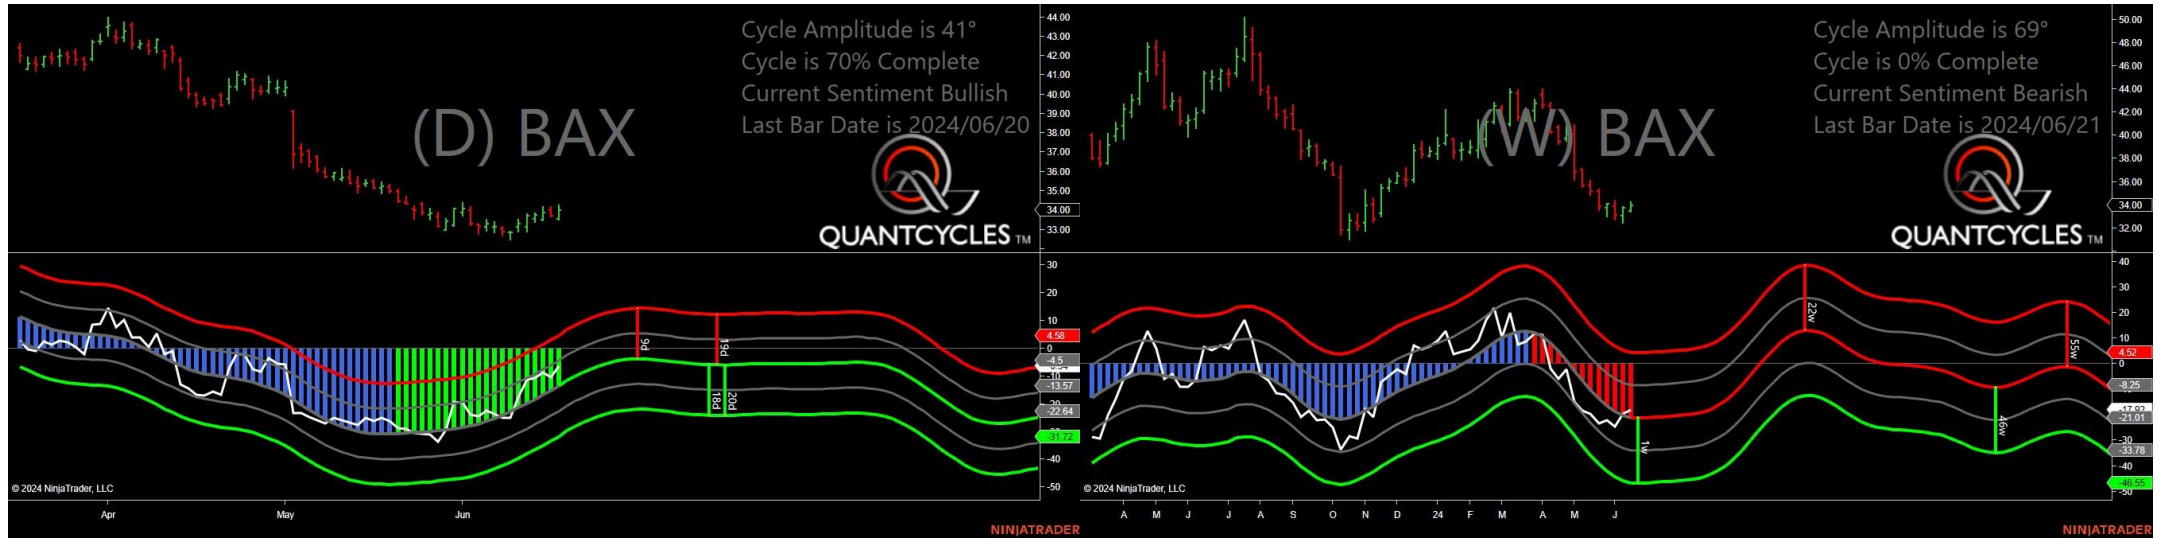 Cycle Amplitude is 41°
Cycle is 70% Complete
Current Sentiment Bullish
Last Bar Date is 2024/06/20
(D) BAX
QUANTCYCLES TM
44.00
43.00
42.00
41.00
40.00
39.00
38.00
37.00
36.00
35.00
34.00
33.00
30
20
10
4.58
0
-4.5
-10
-13.57
-22.64
-31.72
-40
-50
9d
19d
18d
20d
© 2024 NinjaTrader, LLC
Apr
May
Jun
NINJATRADER
Cycle Amplitude is 69°
Cycle is 0% Complete
Current Sentiment Bearish
Last Bar Date is 2024/06/21
(W) BAX
QUANTCYCLES TM
50.00
48.00
46.00
44.00
42.00
40.00
38.00
36.00
34.00
32.00
40
30
20
10
4.52
0
-8.25
-17.92
-21.01
-30
-33.78
-40
-46.55
-50
22w
55w
1w
46w
© 2024 NinjaTrader, LLC
A M J J A S O N D 24 F M A M J
NINJATRADER